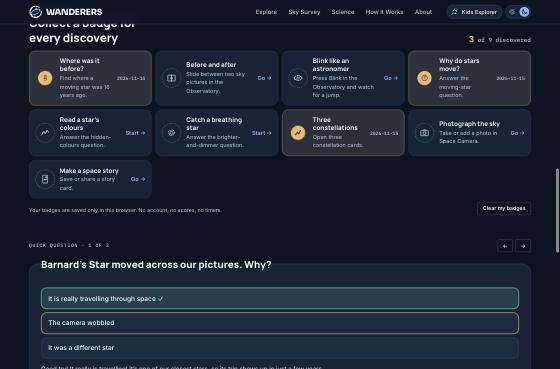 WANDERERS
Explore Sky Survey Science How It Works About Kids Explorer
Collect a badge for
every discovery
3 of 9 discovered
Where was it
before?
Find where a
moving star was 16
years ago.
2026-11-15
Before and after
Slide between two sky
pictures in the
Observatory.
Go →
Blink like an
astronomer
Press Blink in the
Observatory and watch
for a jump.
Go →
Why do stars
move?
Answer the
moving-star
question.
2026-11-15
Read a star's
colours
Answer the hidden-
colours question.
Start →
Catch a breathing
star
Answer the brighter-
and-dimmer question.
Start →
Three
constellations
Open three
constellation cards.
2026-11-15
Photograph the sky
Take or add a photo in
Space Camera.
Go →
Make a space story
Save or share a story
card.
Go →
Your badges are saved only in this browser. No account, no scores, no timers.
Clear my badges
QUICK QUESTION · 1 OF 3
← →
Barnard's Star moved across our pictures. Why?
It is really travelling through space ✓
The camera wobbled
It was a different star